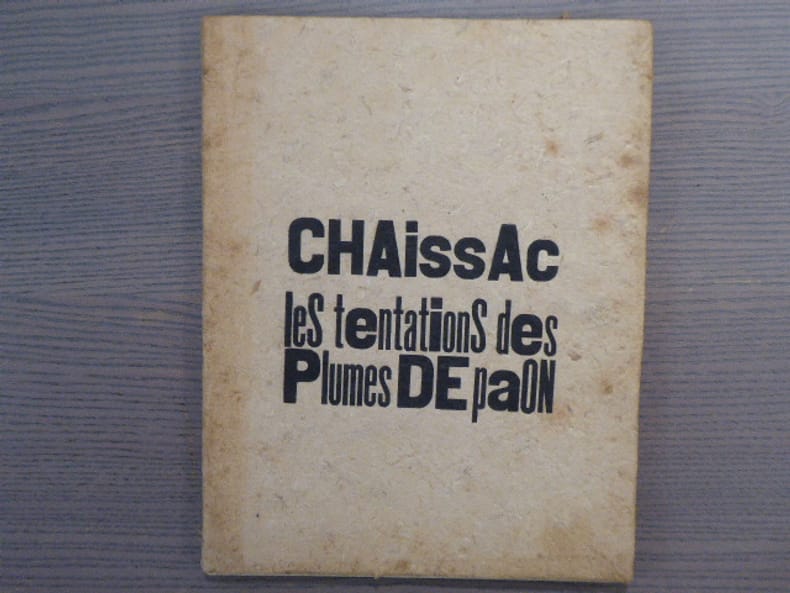 CHAissAc
leS tentatiOnS des
Plumes DE paON